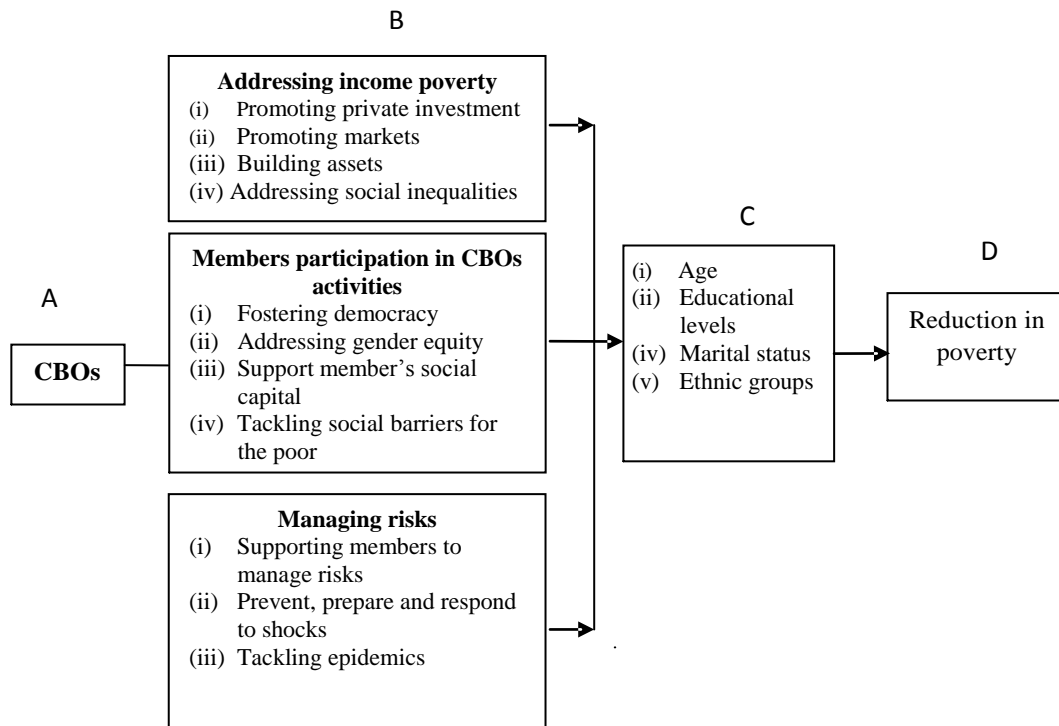 B
Addressing income poverty
(i) Promoting private investment
(ii) Promoting markets
(iii) Building assets
(iv) Addressing social inequalities
Members participation in CBOs
activities
(i) Fostering democracy
(ii) Addressing gender equity
(iii) Support member's social
capital
(iv) Tackling social barriers for
the poor
Managing risks
(i) Supporting members to
manage risks
(ii) Prevent, prepare and respond
to shocks
(iii) Tackling epidemics
A
CBOs
C
(i) Age
(ii) Educational
levels
(iv) Marital status
(v) Ethnic groups
D
Reduction in
poverty